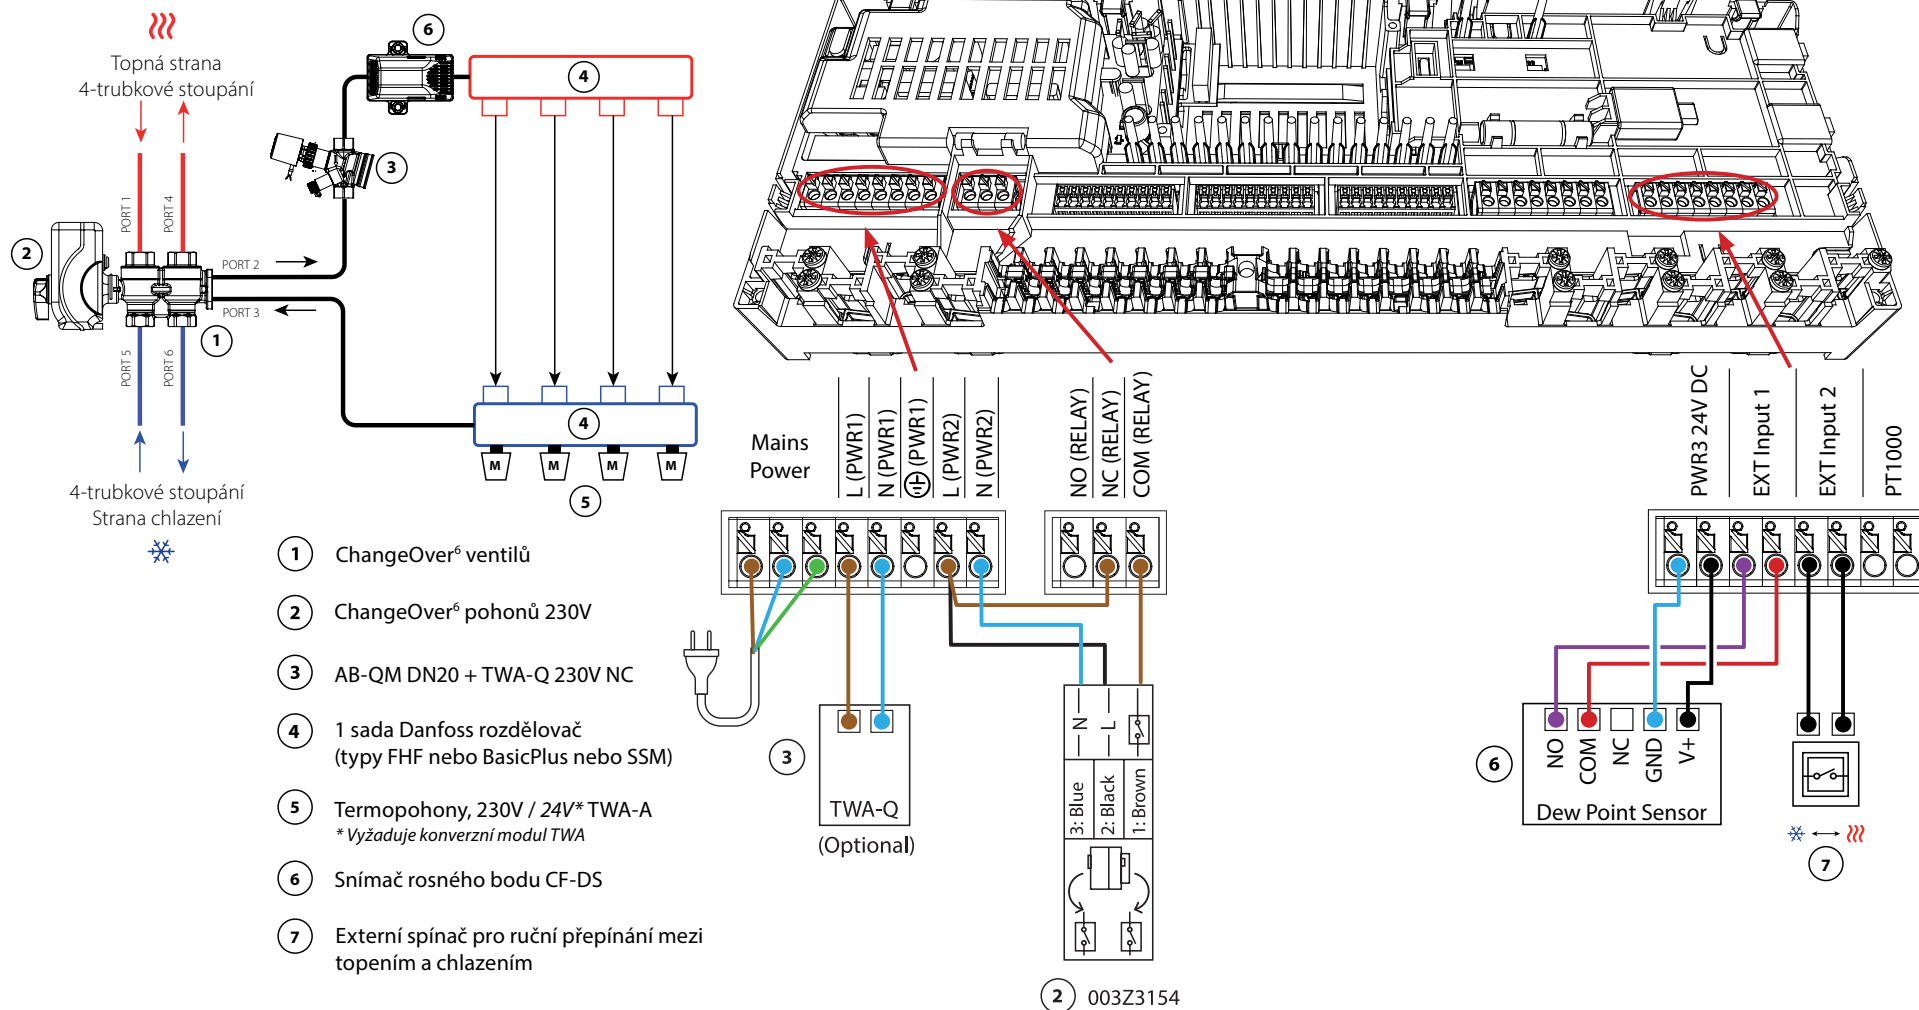 Topná strana
4-trubkové stoupání
6
4
3
PORT 1
PORT 4
2
PORT 2
PORT 3
1
PORT 5
PORT 6
4
M
M
M
M
5
4-trubkové stoupání
Strana chlazení
1 ChangeOver⁶ ventilů
2 ChangeOver⁶ pohonů 230V
3 AB-QM DN20 + TWA-Q 230V NC
4 1 sada Danfoss rozdělovač
(typy FHF nebo BasicPlus nebo SSM)
5 Termopohony, 230V / 24V* TWA-A
* Vyžaduje konverzní modul TWA
6 Snímač rosného bodu CF-DS
7 Externí spínač pro ruční přepínání mezi
topením a chlazením
Mains
Power
L (PWR1)
N (PWR1)
(PWR1)
L (PWR2)
N (PWR2)
NO (RELAY)
NC (RELAY)
COM (RELAY)
PWR3 24V DC
EXT Input 1
EXT Input 2
PT1000
3
TWA-Q
(Optional)
N
L
3: Blue
2: Black
1: Brown
2 003Z3154
6
NO
COM
NC
GND
V+
Dew Point Sensor
7